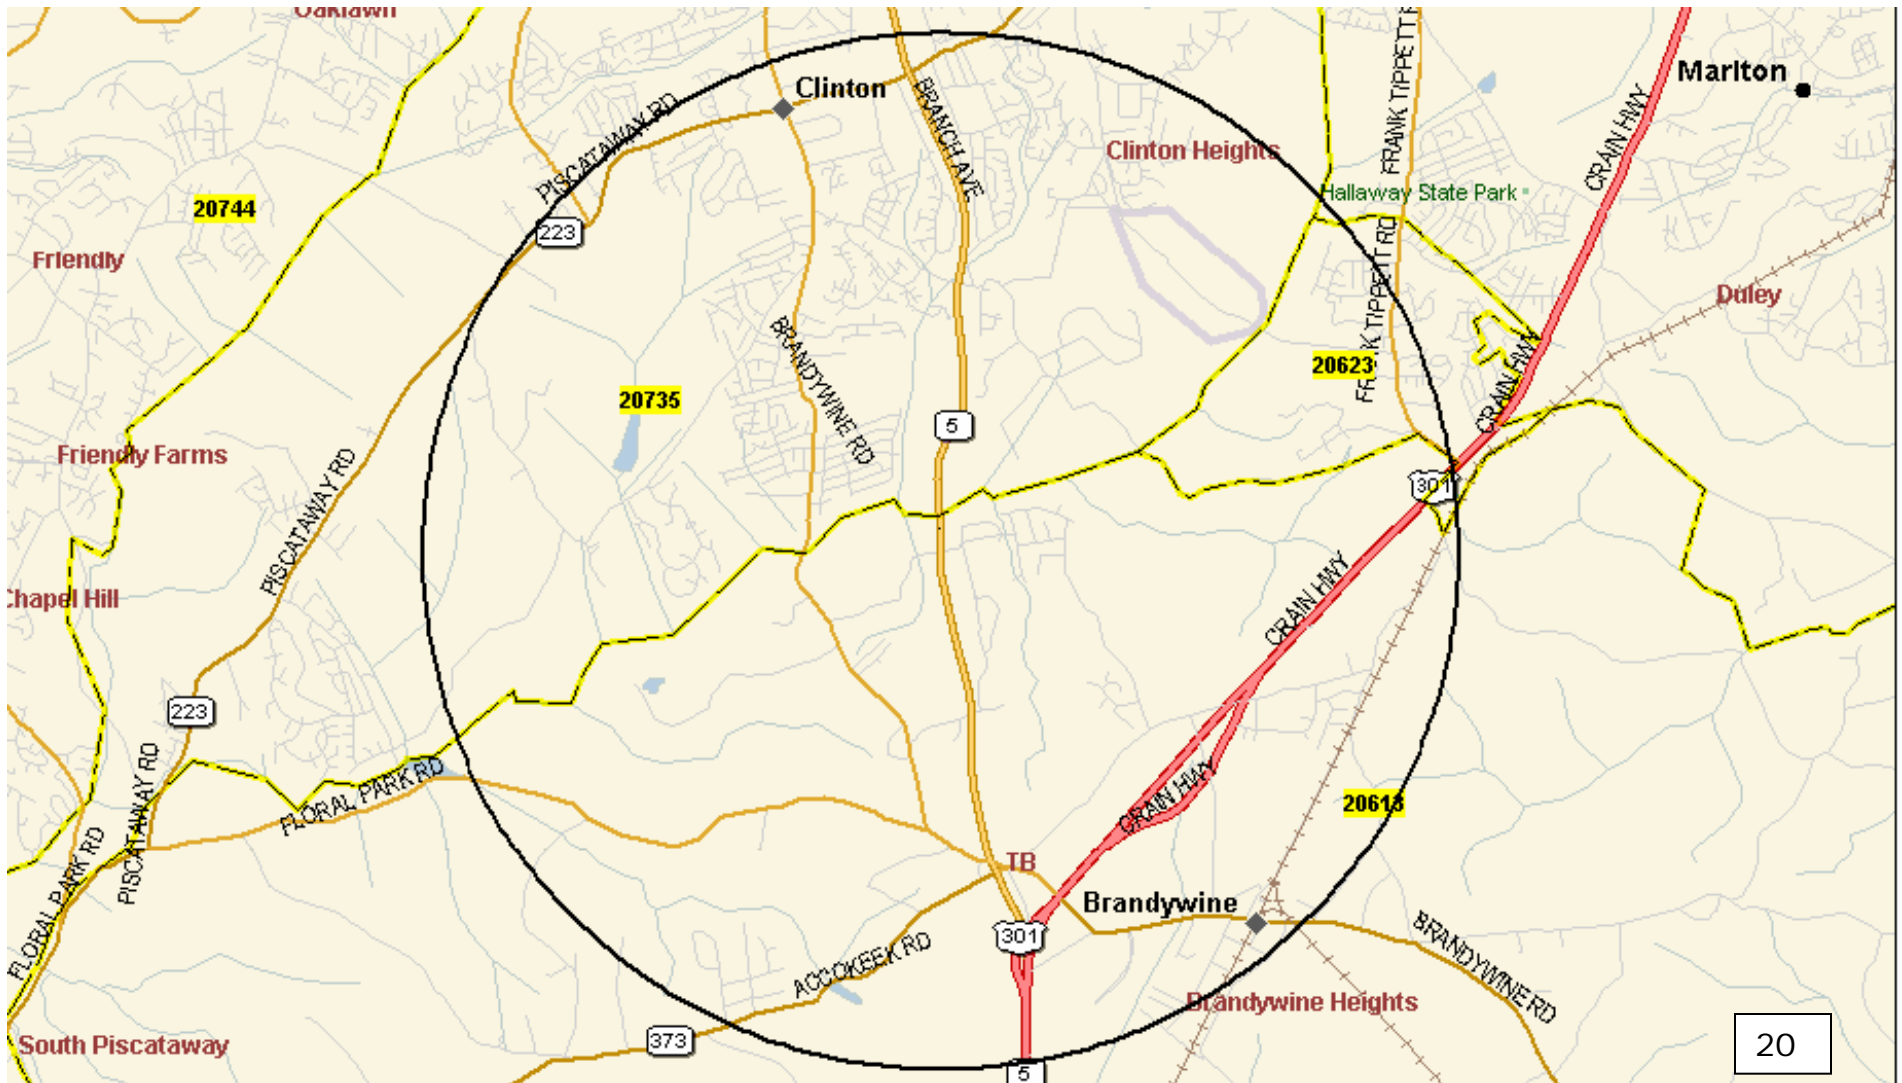 Oaklawn
Clinton
Marlton
PISCATAWAY RD
BRANCH AVE
FRANK TIPPETT
CRAIN HWY
Clinton Heights
Hallaway State Park
20744
223
Friendly
FRANK TIPPETT RD
Duley
BRANDYWINE RD
20623
CRAIN HWY
20735
5
Friendly Farms
PISCATAWAY RD
301
CRAIN HWY
Chapel Hill
223
PISCATAWAY RD
FLORAL PARK RD
CRAIN HWY
20613
FLORAL PARK RD
TB
Brandywine
301
ACCOKEEK RD
BRANDYWINE RD
Brandywine Heights
South Piscataway
373
5
20